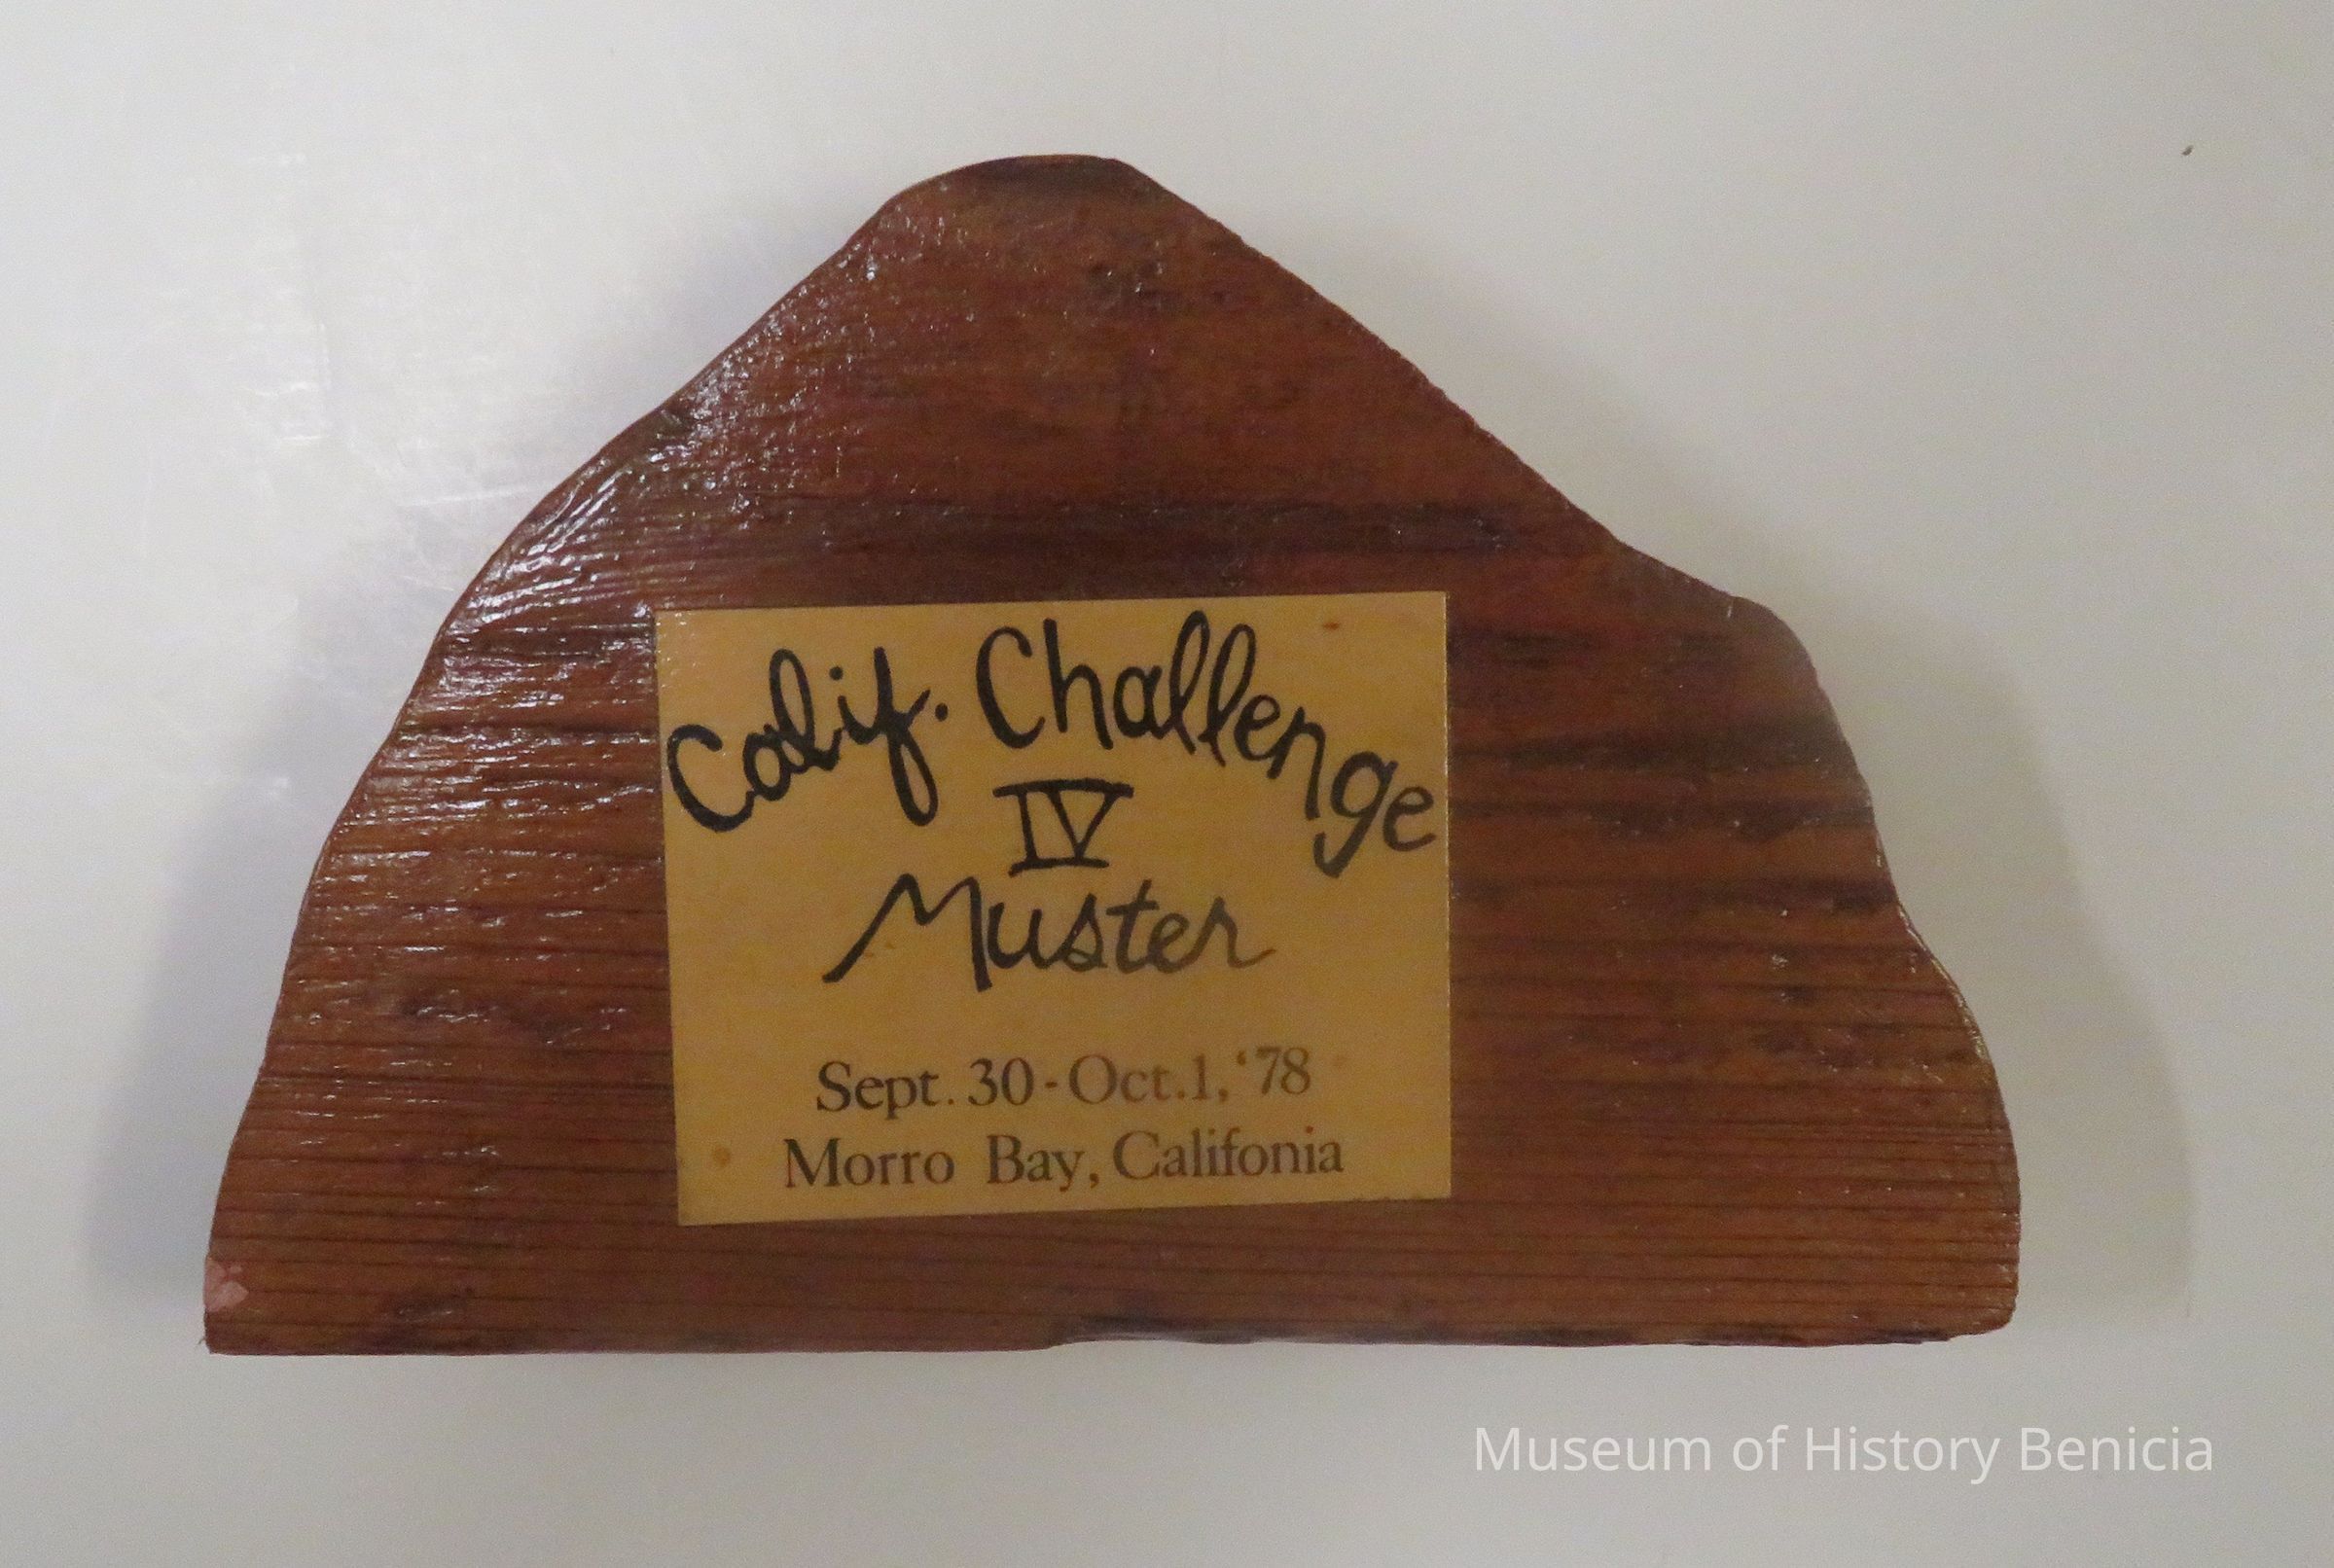 Calif. Challenge
IV
Muster
Sept. 30 - Oct. 1, ‘78
Morro Bay, Califonia
Museum of History Benicia